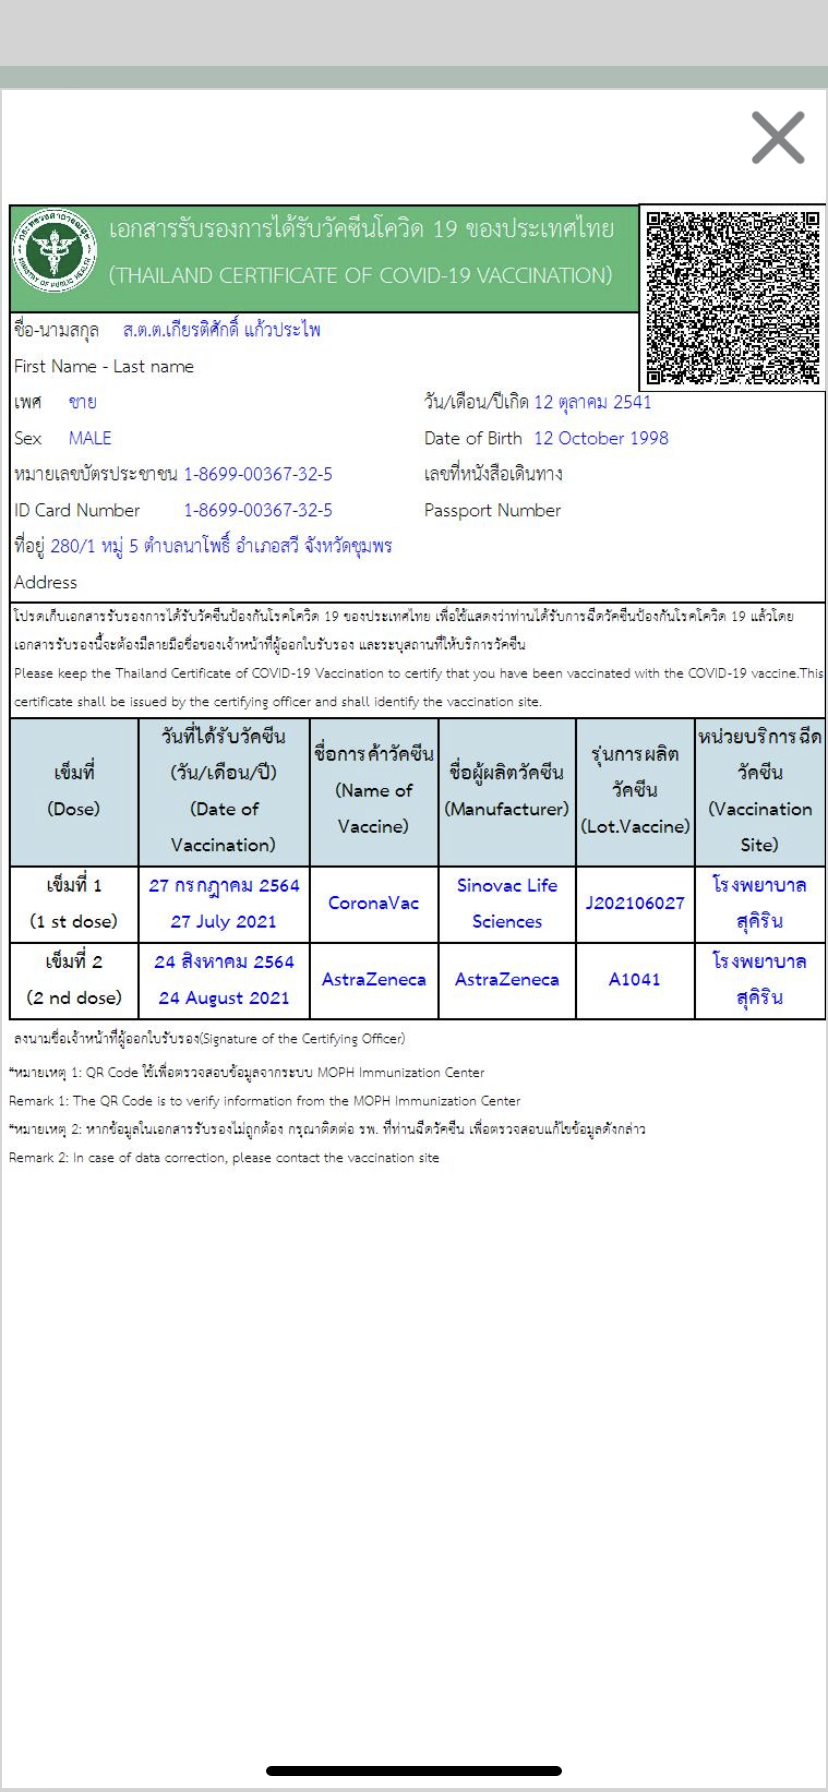 เอกสารรับรองการได้รับวัคซีนโควิด 19 ของประเทศไทย
(THAILAND CERTIFICATE OF COVID-19 VACCINATION)
กระทรวงสาธารณสุข
MINISTRY OF PUBLIC HEALTH
ชื่อ-นามสกุล ส.ต.ต.เกียรติศักดิ์ แก้วประไพ
First Name - Last name
เพศ ชาย วัน/เดือน/ปีเกิด 12 ตุลาคม 2541
Sex MALE Date of Birth 12 October 1998
หมายเลขบัตรประชาชน 1-8699-00367-32-5 เลขที่หนังสือเดินทาง
ID Card Number 1-8699-00367-32-5 Passport Number
ที่อยู่ 280/1 หมู่ 5 ตำบลนาโพธิ์ อำเภอสวี จังหวัดชุมพร
Address
โปรดเก็บเอกสารรับรองการได้รับวัคซีนป้องกันโรคโควิด 19 ของประเทศไทย เพื่อใช้แสดงว่าท่านได้รับการฉีดวัคซีนป้องกันโรคโควิด 19 แล้วโดย
เอกสารรับรองนี้จะต้องมีลายมือชื่อของเจ้าหน้าที่ผู้ออกใบรับรอง และระบุสถานที่ให้บริการวัคซีน
Please keep the Thailand Certificate of COVID-19 Vaccination to certify that you have been vaccinated with the COVID-19 vaccine.This
certificate shall be issued by the certifying officer and shall identify the vaccination site.
เข็มที่
(Dose)
วันที่ได้รับวัคซีน
(วัน/เดือน/ปี)
(Date of
Vaccination)
ชื่อการค้าวัคซีน
(Name of
Vaccine)
ชื่อผู้ผลิตวัคซีน
(Manufacturer)
รุ่นการผลิต
วัคซีน
(Lot.Vaccine)
หน่วยบริการฉีด
วัคซีน
(Vaccination
Site)
เข็มที่ 1
(1 st dose)
27 กรกฎาคม 2564
27 July 2021
CoronaVac
Sinovac Life
Sciences
J202106027
โรงพยาบาล
สุคิริน
เข็มที่ 2
(2 nd dose)
24 สิงหาคม 2564
24 August 2021
AstraZeneca
AstraZeneca
A1041
โรงพยาบาล
สุคิริน
ลงนามชื่อเจ้าหน้าที่ผู้ออกใบรับรอง(Signature of the Certifying Officer)
*หมายเหตุ 1: QR Code ใช้เพื่อตรวจสอบข้อมูลจากระบบ MOPH Immunization Center
Remark 1: The QR Code is to verify information from the MOPH Immunization Center
*หมายเหตุ 2: หากข้อมูลในเอกสารรับรองไม่ถูกต้อง กรุณาติดต่อ รพ. ที่ท่านฉีดวัคซีน เพื่อตรวจสอบแก้ไขข้อมูลดังกล่าว
Remark 2: In case of data correction, please contact the vaccination site